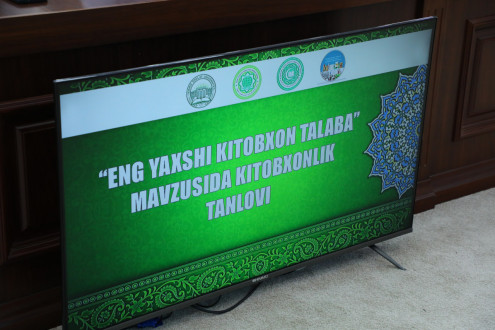 “ENG YAXSHI KITOBXON TALABA”
MAVZUSIDA KITOBXONLIK
TANLOVI